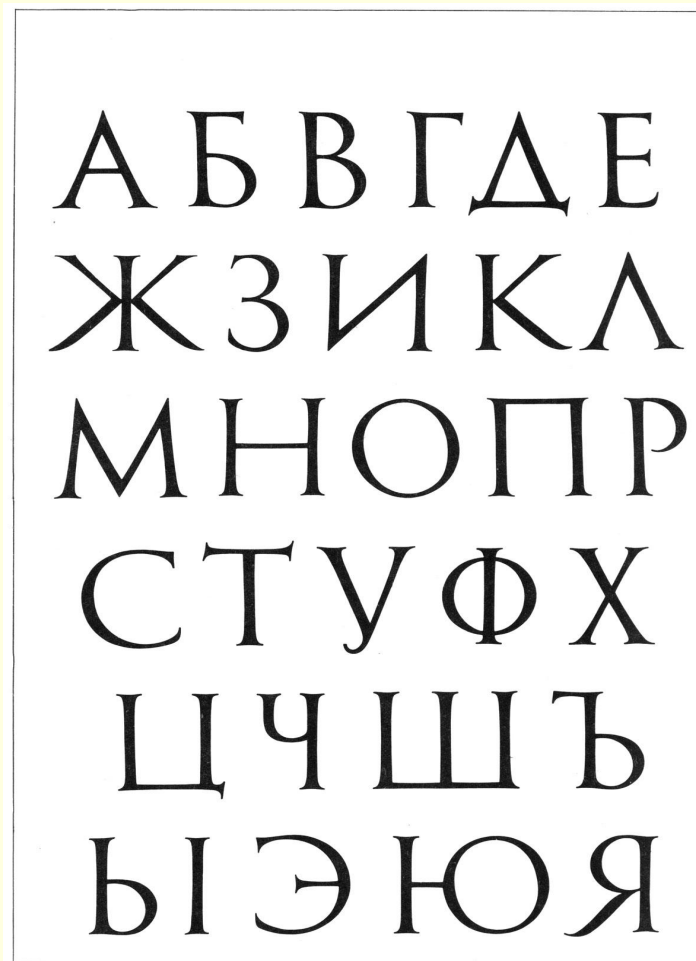 АБВГДЕ
ЖЗИКЛ
МНОПР
СТУФХ
ЦЧШЪ
ЫЭЮЯ